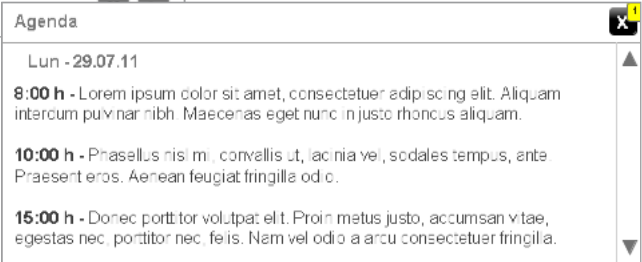 Agenda
X
1
Lun - 29.07.11
8:00 h - Lorem ipsum dolor sit amet, consectetuer adipiscing elit. Aliquam
interdum pulvinar nibh. Maecenas eget nunc in justo rhoncus aliquam.
10:00 h - Phasellus nisl mi, convallis ut, lacinia vel, sodales tempus, ante.
Praesent eros. Aenean feugiat fringilla odio.
15:00 h - Donec porttitor volutpat elit. Proin metus justo, accumsan vitae,
egestas nec, porttitor nec, felis. Nam vel odio a arcu consectetuer fringilla.